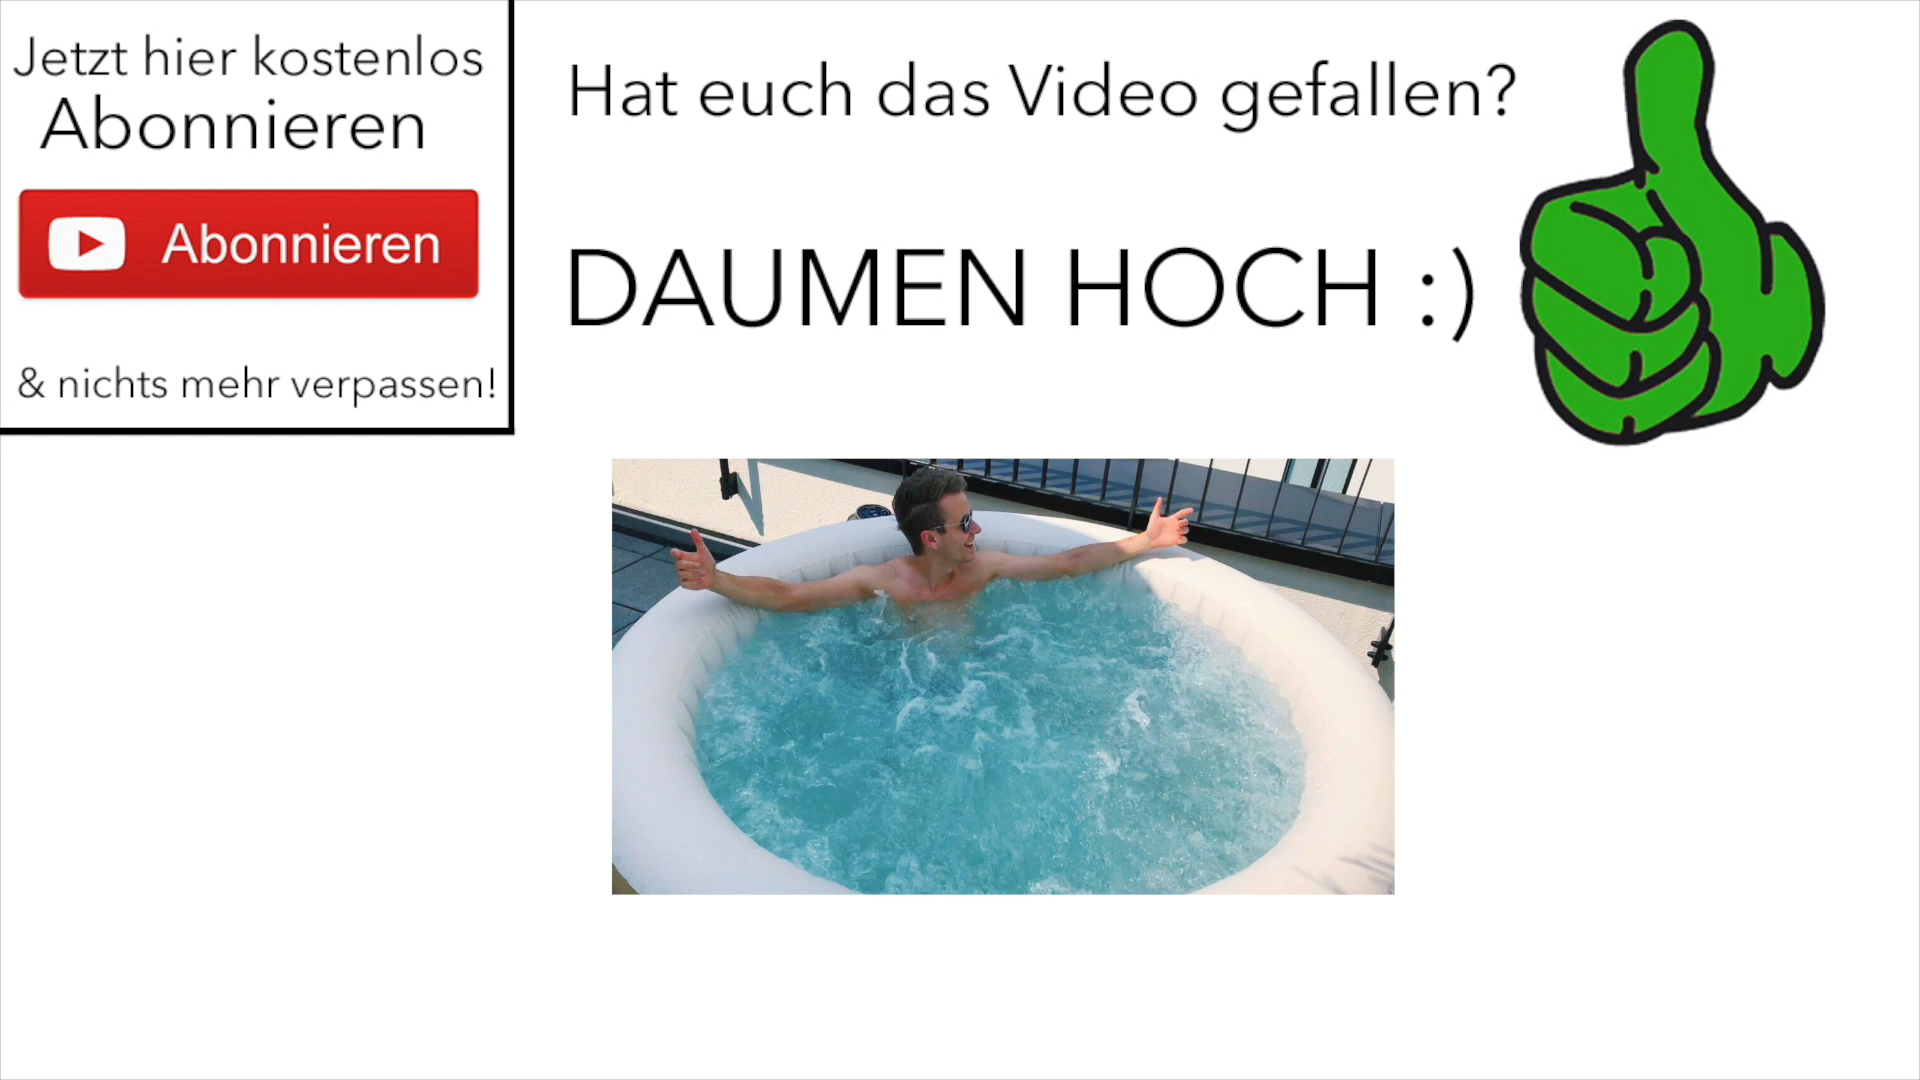 Jetzt hier kostenlos
Abonnieren
Abonnieren
& nichts mehr verpassen!
Hat euch das Video gefallen?
DAUMEN HOCH :)